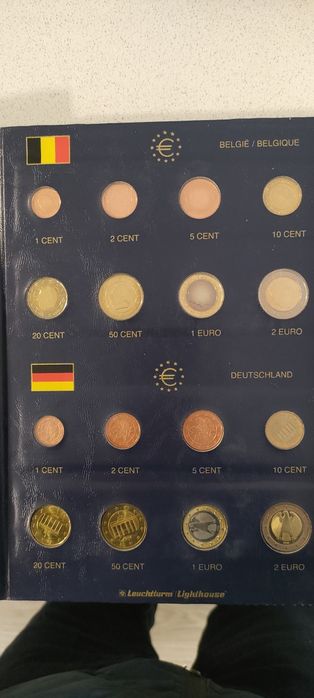 BELGIË / BELGIQUE
1 CENT 2 CENT 5 CENT 10 CENT
20 CENT 50 CENT 1 EURO 2 EURO
DEUTSCHLAND
1 CENT 2 CENT 5 CENT 10 CENT
20 CENT 50 CENT 1 EURO 2 EURO
Leuchtturm Lighthouse